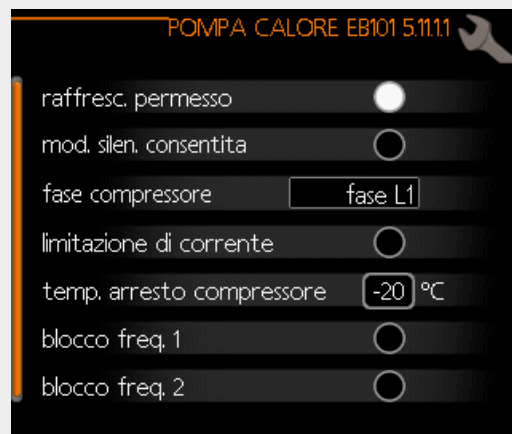 POMPA CALORE EB101 5.11.1.1
raffresc. permesso
mod. silen. consentita
fase compressore fase L1
limitazione di corrente
temp. arresto compressore -20 °C
blocco freq. 1
blocco freq. 2